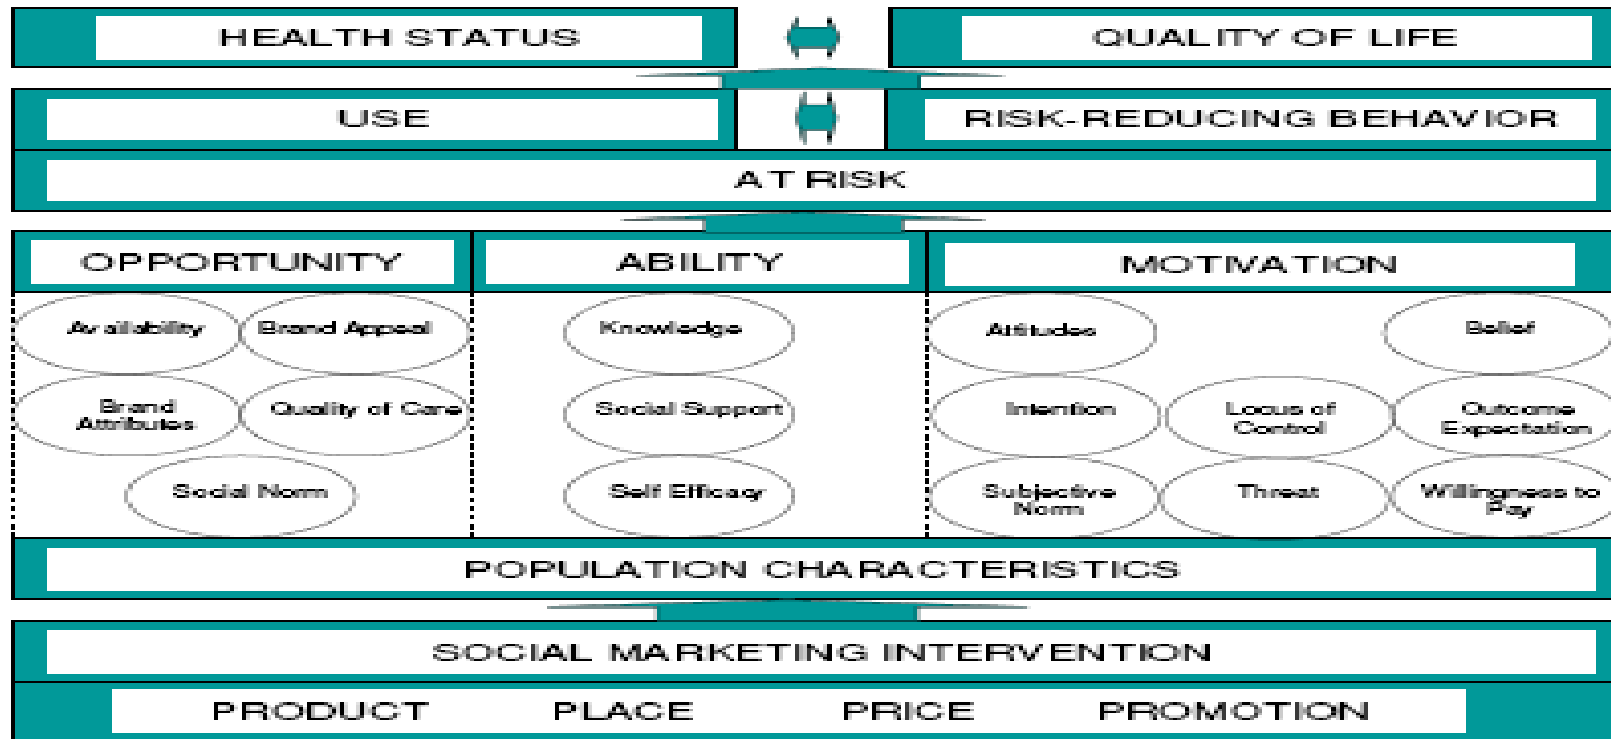 HEALTH STATUS
QUALITY OF LIFE
USE
RISK-REDUCING BEHAVIOR
AT RISK
OPPORTUNITY
ABILITY
MOTIVATION
Availability
Brand Appeal
Knowledge
Attitudes
Belief
Brand
Attributes
Quality of Care
Social Support
Intention
Locus of
Control
Outcome
Expectation
Social Norm
Self Efficacy
Subjective
Norm
Threat
Willingness to
Pay
POPULATION CHARACTERISTICS
SOCIAL MARKETING INTERVENTION
PRODUCT PLACE PRICE PROMOTION